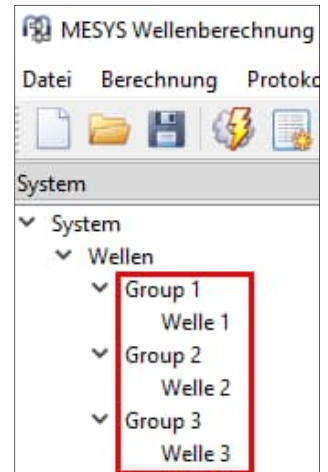 MESYS Wellenberechnung
Datei Berechnung
System
System
Wellen
Group 1
Welle 1
Group 2
Welle 2
Group 3
Welle 3